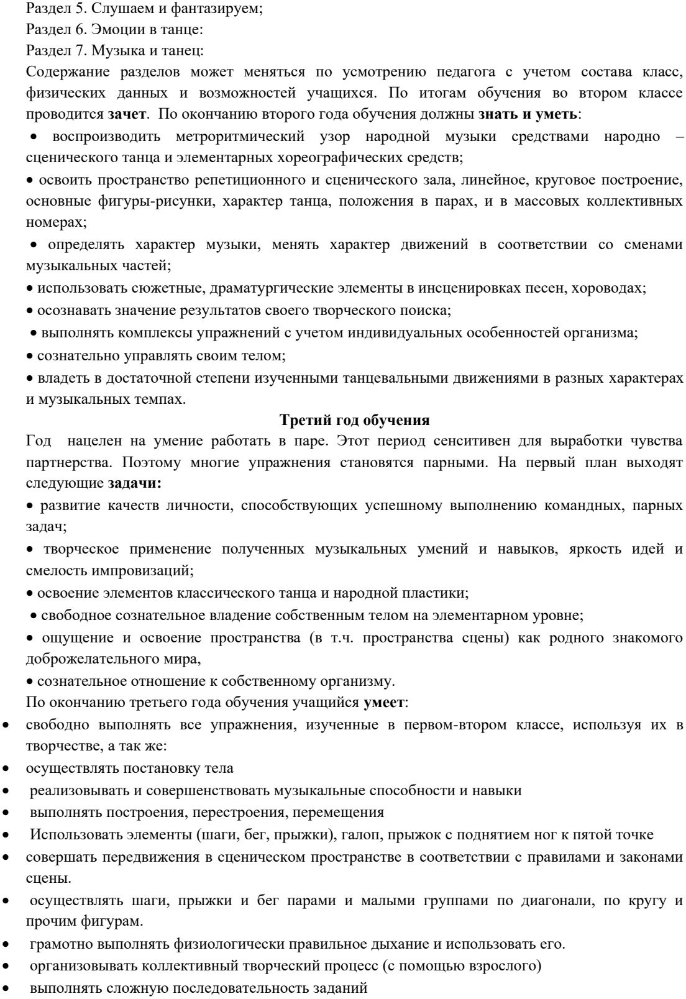 Раздел 5. Слушаем и фантазируем;
Раздел 6. Эмоции в танце:
Раздел 7. Музыка и танец:
Содержание разделов может меняться по усмотрению педагога с учетом состава класс,
физических данных и возможностей учащихся. По итогам обучения во втором классе
проводится зачет. По окончанию второго года обучения должны знать и уметь:
• воспроизводить метроритмический узор народной музыки средствами народно –
сценического танца и элементарных хореографических средств;
• освоить пространство репетиционного и сценического зала, линейное, круговое построение,
основные фигуры-рисунки, характер танца, положения в парах, и в массовых коллективных
номерах;
• определять характер музыки, менять характер движений в соответствии со сменами
музыкальных частей;
• использовать сюжетные, драматургические элементы в инсценировках песен, хороводах;
• осознавать значение результатов своего творческого поиска;
• выполнять комплексы упражнений с учетом индивидуальных особенностей организма;
• сознательно управлять своим телом;
• владеть в достаточной степени изученными танцевальными движениями в разных характерах
и музыкальных темпах.
Третий год обучения
Год нацелен на умение работать в паре. Этот период сенситивен для выработки чувства
партнерства. Поэтому многие упражнения становятся парными. На первый план выходят
следующие задачи:
• развитие качеств личности, способствующих успешному выполнению командных, парных
задач;
• творческое применение полученных музыкальных умений и навыков, яркость идей и
смелость импровизаций;
• освоение элементов классического танца и народной пластики;
• свободное сознательное владение собственным телом на элементарном уровне;
• ощущение и освоение пространства (в т.ч. пространства сцены) как родного знакомого
доброжелательного мира,
• сознательное отношение к собственному организму.
По окончанию третьего года обучения учащийся умеет:
• свободно выполнять все упражнения, изученные в первом-втором классе, используя их в
творчестве, а так же:
• осуществлять постановку тела
• реализовывать и совершенствовать музыкальные способности и навыки
• выполнять построения, перестроения, перемещения
• Использовать элементы (шаги, бег, прыжки), галоп, прыжок с поднятием ног к пятой точке
• совершать передвижения в сценическом пространстве в соответствии с правилами и законами
сцены.
• осуществлять шаги, прыжки и бег парами и малыми группами по диагонали, по кругу и
прочим фигурам.
• грамотно выполнять физиологически правильное дыхание и использовать его.
• организовывать коллективный творческий процесс (с помощью взрослого)
• выполнять сложную последовательность заданий